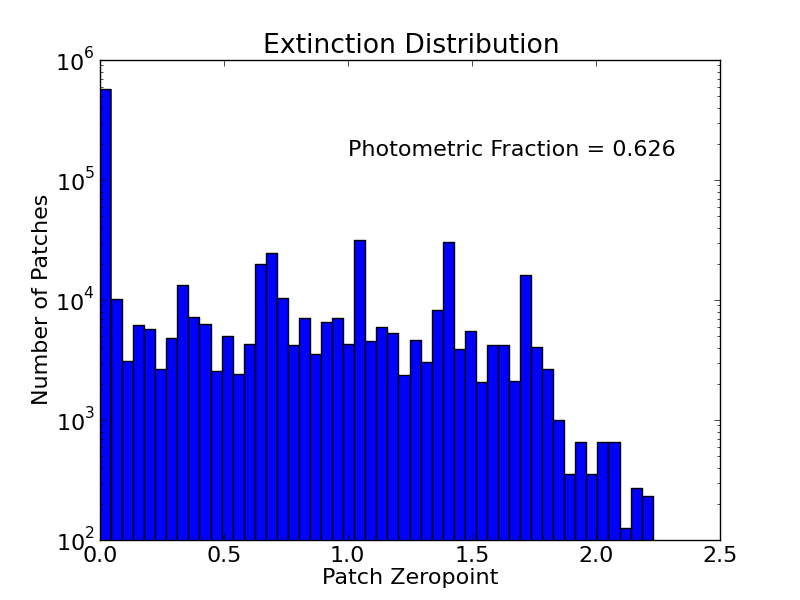 Extinction Distribution
Photometric Fraction = 0.626
Number of Patches
10^6
10^5
10^4
10^3
10^2
0.0 0.5 1.0 1.5 2.0 2.5
Patch Zeropoint